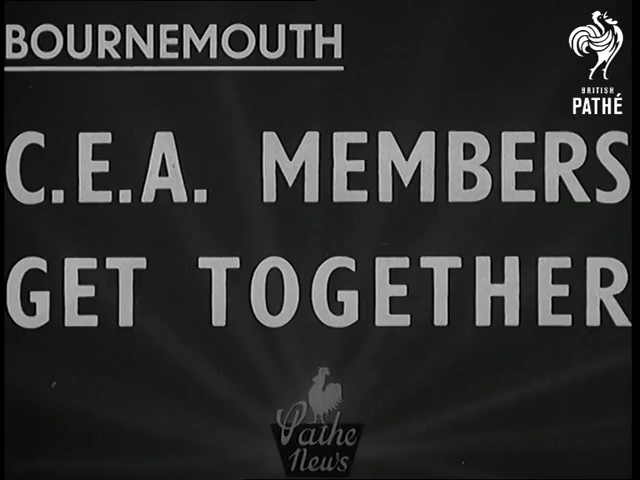 BOURNEMOUTH
BRITISH
PATHÉ
C.E.A. MEMBERS
GET TOGETHER
Pathe
News